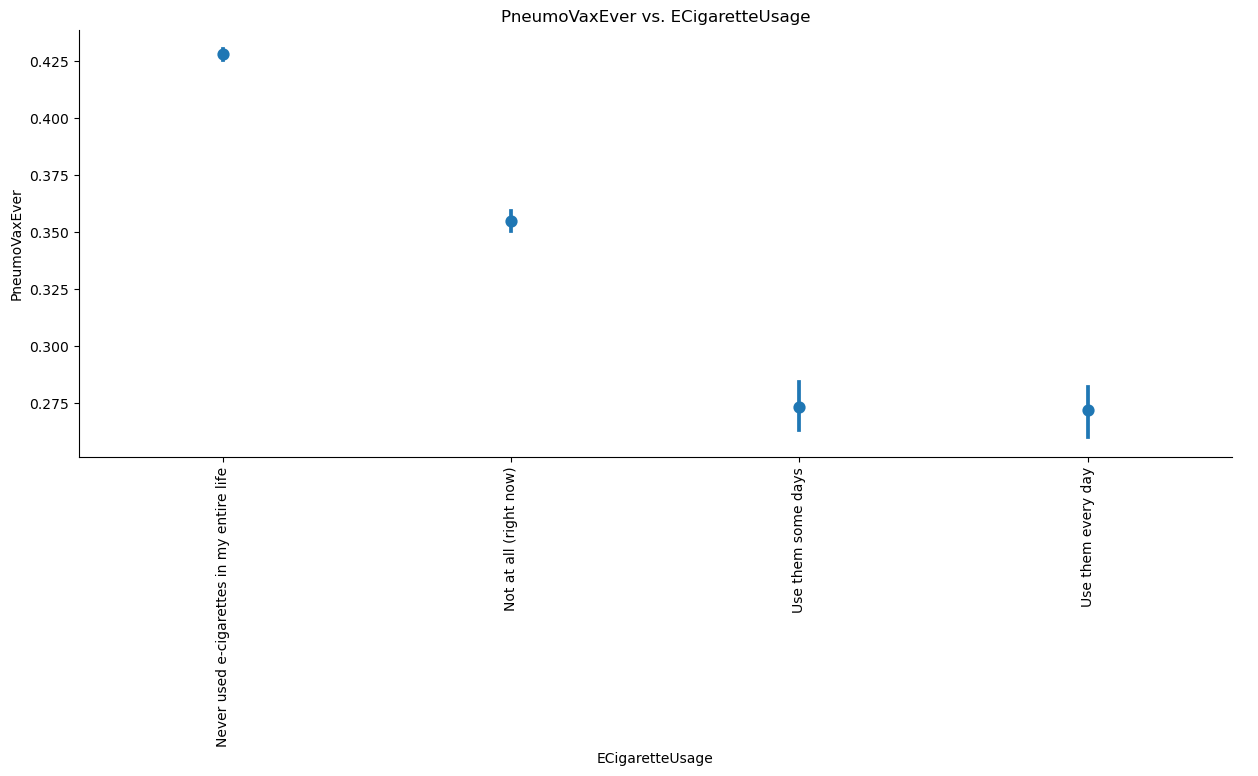 PneumoVaxEver vs. ECigaretteUsage
PneumoVaxEver
0.425
0.400
0.375
0.350
0.325
0.300
0.275
Never used e-cigarettes in my entire life
Not at all (right now)
Use them some days
Use them every day
ECigaretteUsage